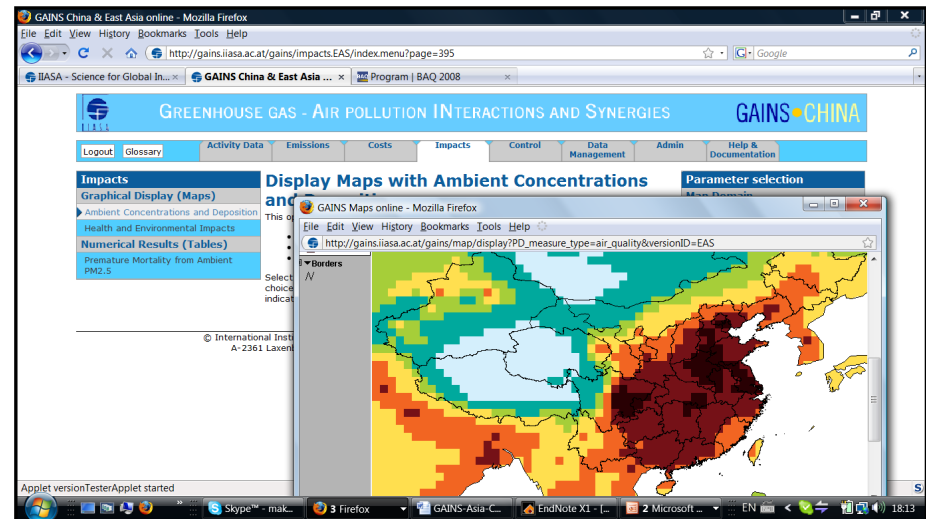 GAINS China & East Asia online - Mozilla Firefox
File Edit View History Bookmarks Tools Help
http://gains.iiasa.ac.at/gains/impacts.EAS/index.menu?page=395
Google
IIASA - Science for Global In...
GAINS China & East Asia ...
Program | BAQ 2008
IIASA
GREENHOUSE GAS - AIR POLLUTION INTERACTIONS AND SYNERGIES
GAINS CHINA
Logout Glossary
Activity Data Emissions Costs Impacts Control Data Management Admin Help & Documentation
Impacts
Graphical Display (Maps)
Ambient Concentrations and Deposition
Health and Environmental Impacts
Numerical Results (Tables)
Premature Mortality from Ambient
PM2.5
Display Maps with Ambient Concentrations
and
This op
Select
choice
indicat
Parameter selection
© International Insti
A-2361 Laxenb
GAINS Maps online - Mozilla Firefox
File Edit View History Bookmarks Tools Help
http://gains.iiasa.ac.at/gains/map/display?PD_measure_type=air_quality&versionID=EAS
Borders
Applet versionTesterApplet started
S
Skype™ - mak...
3 Firefox
GAINS-Asia-C...
EndNote X1 - [...
2 Microsoft ...
EN
18:13